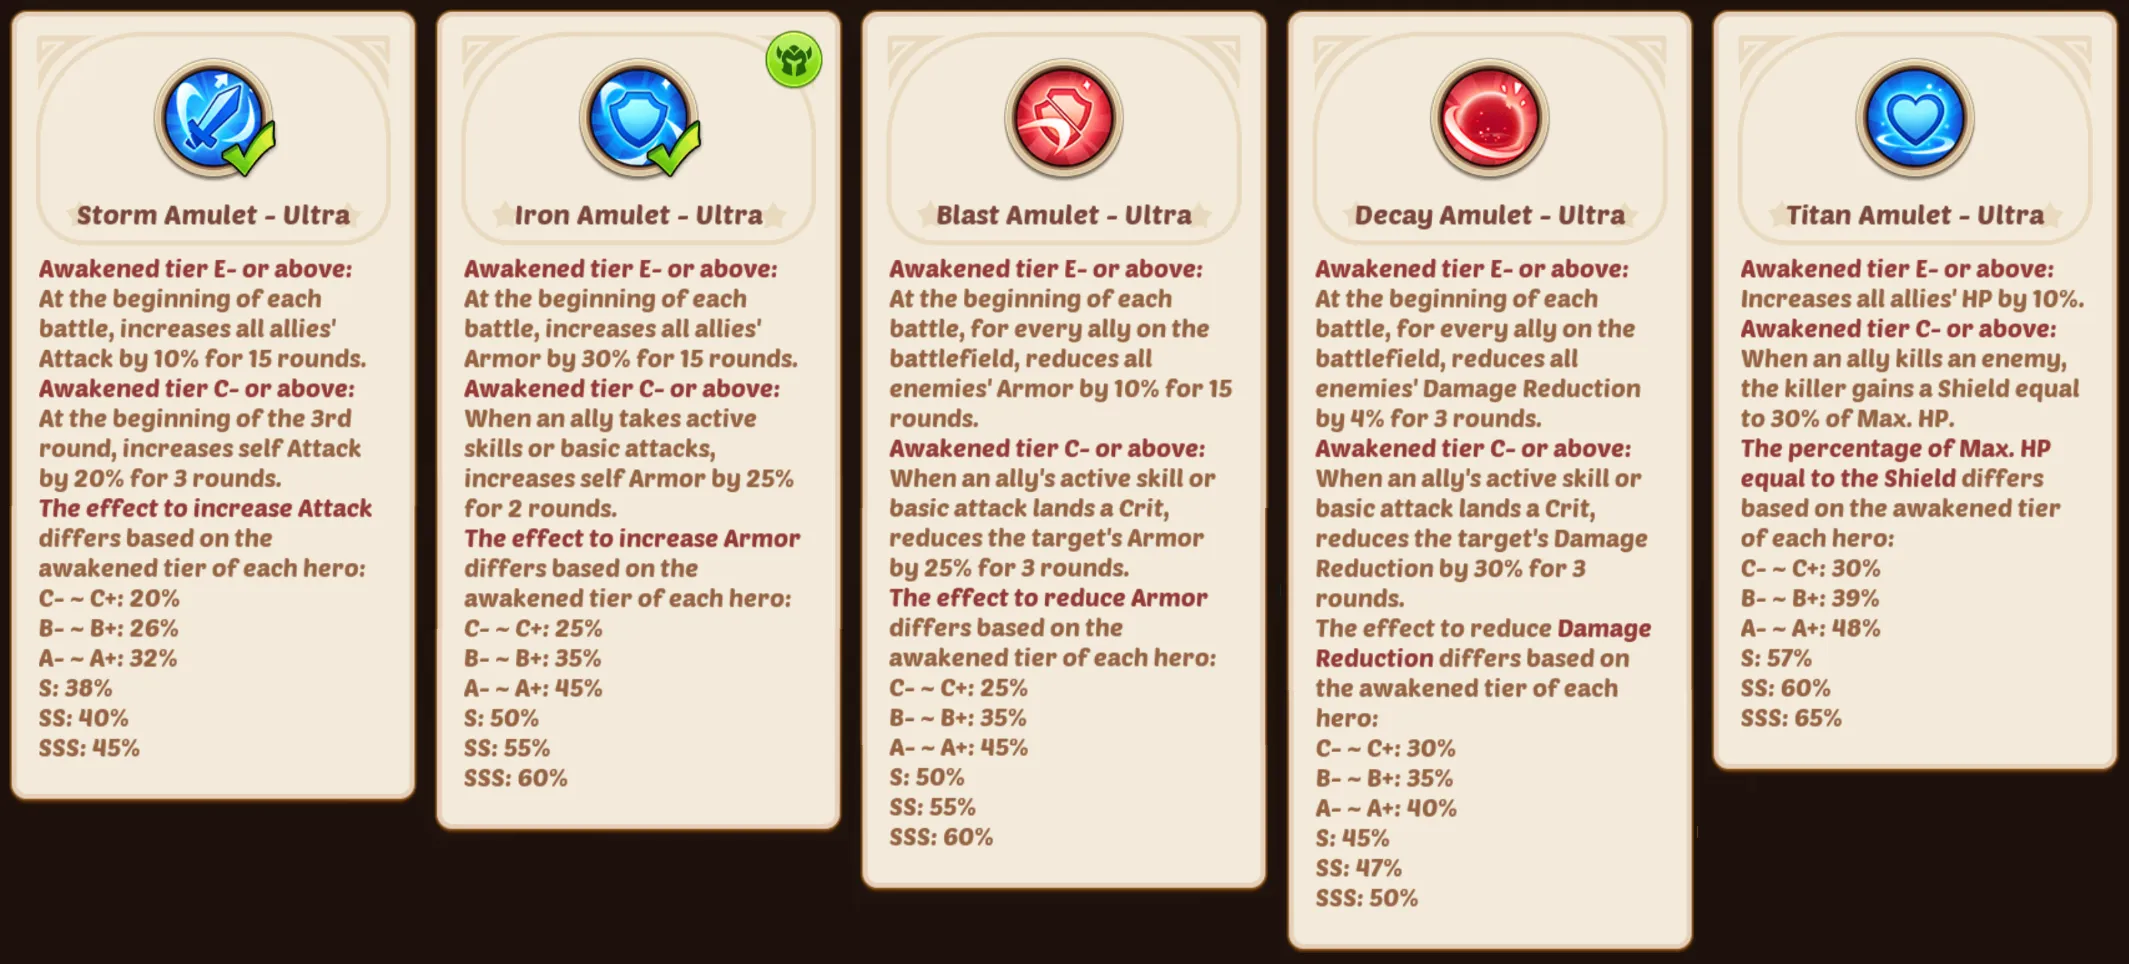 Storm Amulet - Ultra
Awakened tier E- or above:
At the beginning of each
battle, increases all allies'
Attack by 10% for 15 rounds.
Awakened tier C- or above:
At the beginning of the 3rd
round, increases self Attack
by 20% for 3 rounds.
The effect to increase Attack
differs based on the
awakened tier of each hero:
C- ~ C+: 20%
B- ~ B+: 26%
A- ~ A+: 32%
S: 38%
SS: 40%
SSS: 45%
Iron Amulet - Ultra
Awakened tier E- or above:
At the beginning of each
battle, increases all allies'
Armor by 30% for 15 rounds.
Awakened tier C- or above:
When an ally takes active
skills or basic attacks,
increases self Armor by 25%
for 2 rounds.
The effect to increase Armor
differs based on the
awakened tier of each hero:
C- ~ C+: 25%
B- ~ B+: 35%
A- ~ A+: 45%
S: 50%
SS: 55%
SSS: 60%
Blast Amulet - Ultra
Awakened tier E- or above:
At the beginning of each
battle, for every ally on the
battlefield, reduces all
enemies' Armor by 10% for 15
rounds.
Awakened tier C- or above:
When an ally's active skill or
basic attack lands a Crit,
reduces the target's Armor
by 25% for 3 rounds.
The effect to reduce Armor
differs based on the
awakened tier of each hero:
C- ~ C+: 25%
B- ~ B+: 35%
A- ~ A+: 45%
S: 50%
SS: 55%
SSS: 60%
Decay Amulet - Ultra
Awakened tier E- or above:
At the beginning of each
battle, for every ally on the
battlefield, reduces all
enemies' Damage Reduction
by 4% for 3 rounds.
Awakened tier C- or above:
When an ally's active skill or
basic attack lands a Crit,
reduces the target's Damage
Reduction by 30% for 3
rounds.
The effect to reduce Damage
Reduction differs based on
the awakened tier of each
hero:
C- ~ C+: 30%
B- ~ B+: 35%
A- ~ A+: 40%
S: 45%
SS: 47%
SSS: 50%
Titan Amulet - Ultra
Awakened tier E- or above:
Increases all allies' HP by 10%.
Awakened tier C- or above:
When an ally kills an enemy,
the killer gains a Shield equal
to 30% of Max. HP.
The percentage of Max. HP
equal to the Shield differs
based on the awakened tier
of each hero:
C- ~ C+: 30%
B- ~ B+: 39%
A- ~ A+: 48%
S: 57%
SS: 60%
SSS: 65%